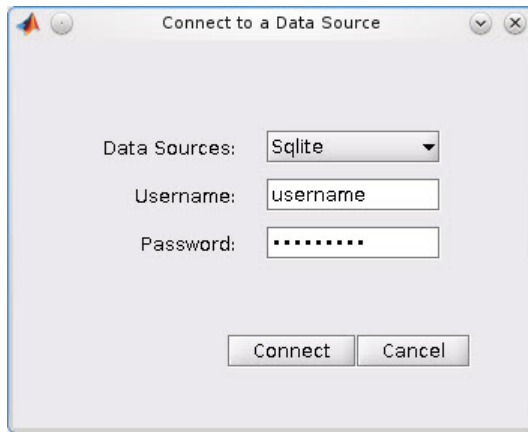 Connect to a Data Source
Data Sources: Sqlite
Username: username
Password: •••••••••
Connect Cancel